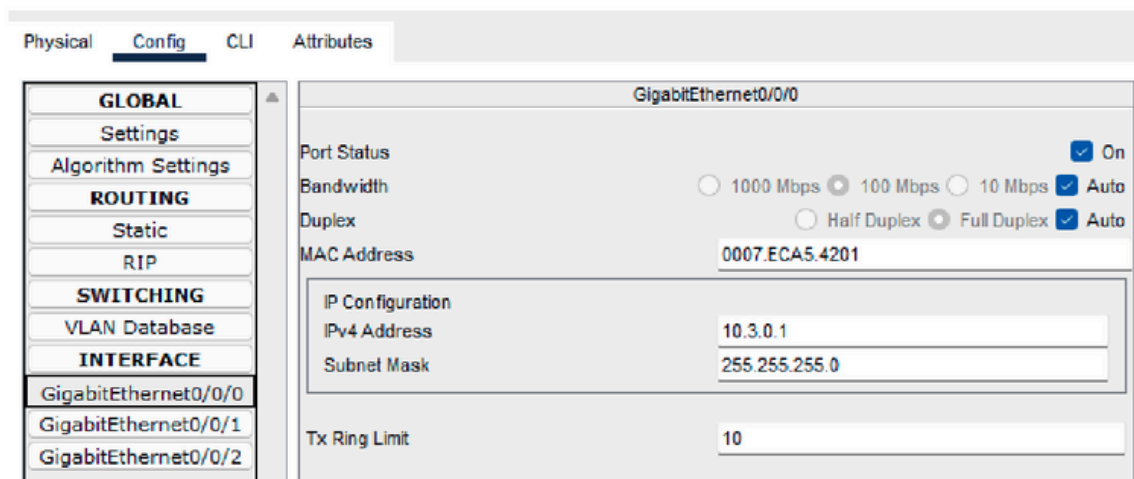 Physical Config CLI Attributes
GLOBAL
Settings
Algorithm Settings
ROUTING
Static
RIP
SWITCHING
VLAN Database
INTERFACE
GigabitEthernet0/0/0
GigabitEthernet0/0/1
GigabitEthernet0/0/2
GigabitEthernet0/0/0
Port Status On
Bandwidth 1000 Mbps 100 Mbps 10 Mbps Auto
Duplex Half Duplex Full Duplex Auto
MAC Address 0007.ECA5.4201
IP Configuration
IPv4 Address 10.3.0.1
Subnet Mask 255.255.255.0
Tx Ring Limit 10